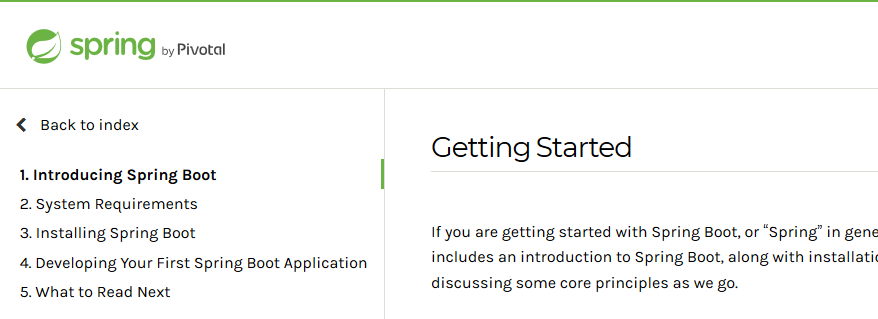 spring by Pivotal
Back to index
1. Introducing Spring Boot
2. System Requirements
3. Installing Spring Boot
4. Developing Your First Spring Boot Application
5. What to Read Next
Getting Started
If you are getting started with Spring Boot, or “Spring” in gene
includes an introduction to Spring Boot, along with installatio
discussing some core principles as we go.